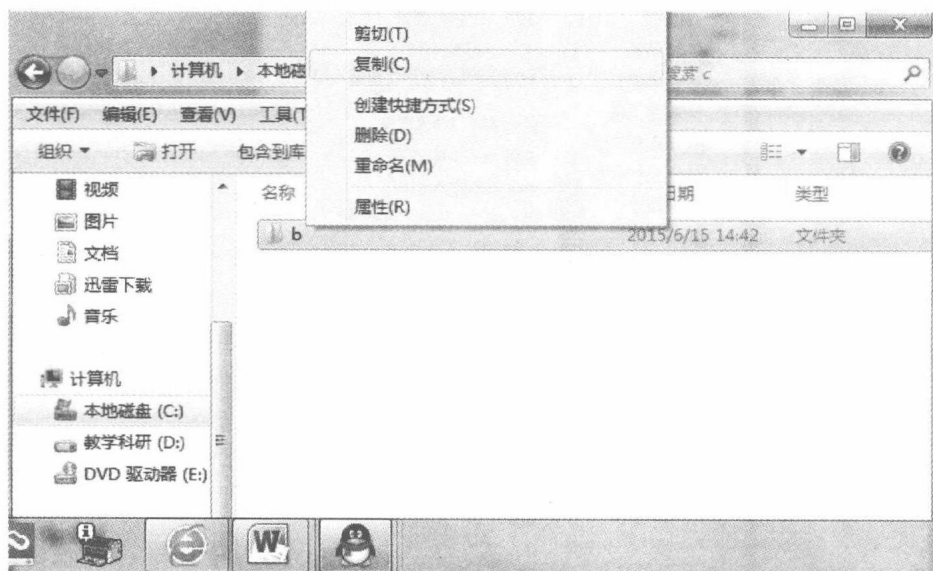 剪切(T)
复制(C)
计算机 本地磁
搜索 c
文件(F) 编辑(E) 查看(V) 工具(T
创建快捷方式(S)
删除(D)
组织 打开 包含到库
重命名(M)
视频
名称
日期 类型
属性(R)
图片
b 2015/6/15 14:42 文件夹
文档
迅雷下载
音乐
计算机
本地磁盘 (C:)
教学科研 (D:)
DVD 驱动器 (E:)
W